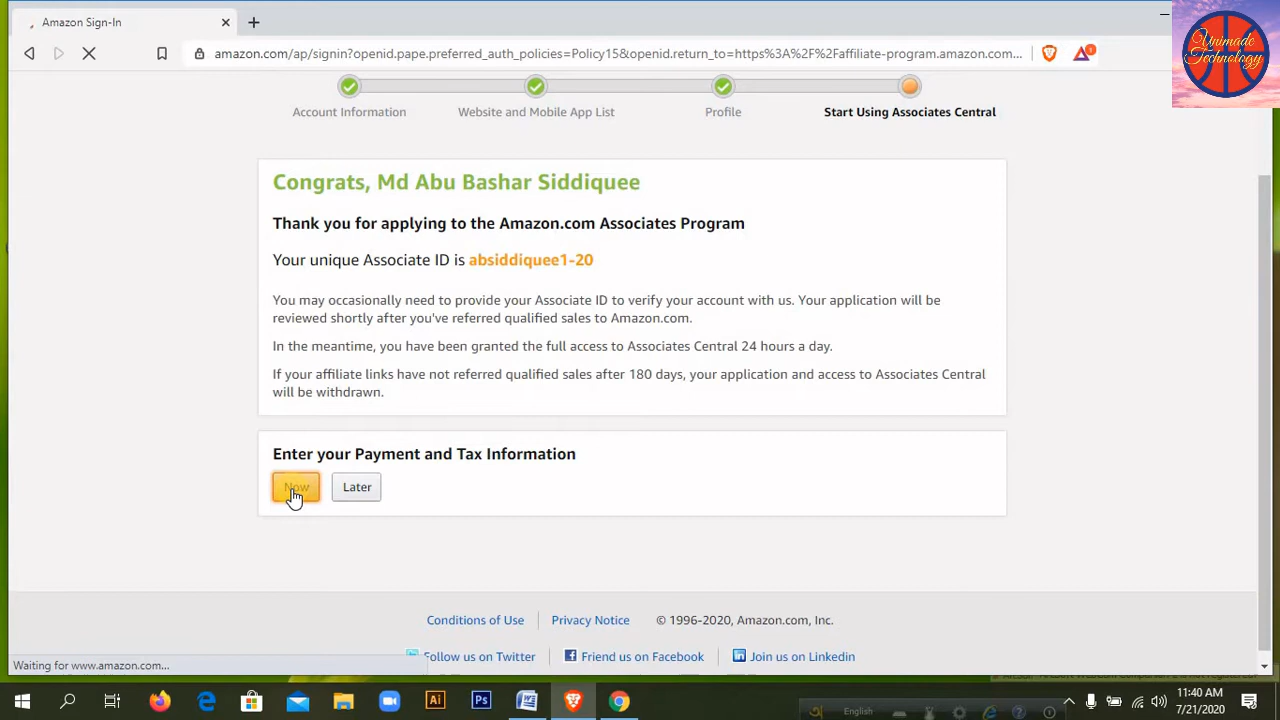 Amazon Sign-In
amazon.com/ap/signin?openid.pape.preferred_auth_policies=Policy15&openid.return_to=https%3A%2F%2Faffiliate-program.amazon.com...
1
Unimade
Technology
Account Information
Website and Mobile App List
Profile
Start Using Associates Central
Congrats, Md Abu Bashar Siddiquee
Thank you for applying to the Amazon.com Associates Program
Your unique Associate ID is absiddiquee1-20
You may occasionally need to provide your Associate ID to verify your account with us. Your application will be
reviewed shortly after you've referred qualified sales to Amazon.com.
In the meantime, you have been granted the full access to Associates Central 24 hours a day.
If your affiliate links have not referred qualified sales after 180 days, your application and access to Associates Central
will be withdrawn.
Enter your Payment and Tax Information
Now
Later
Conditions of Use
Privacy Notice
© 1996-2020, Amazon.com, Inc.
Follow us on Twitter
Friend us on Facebook
Join us on Linkedin
Waiting for www.amazon.com...
Ai
Ps
English
11:40 AM
7/21/2020